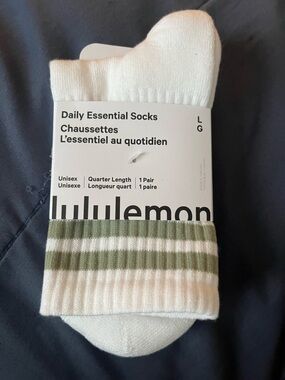 Daily Essential Socks
Chaussettes
L'essentiel au quotidien
L
G
Unisex | Quarter Length | 1 Pair
Unisexe | Longueur quart | 1 paire
lululemon